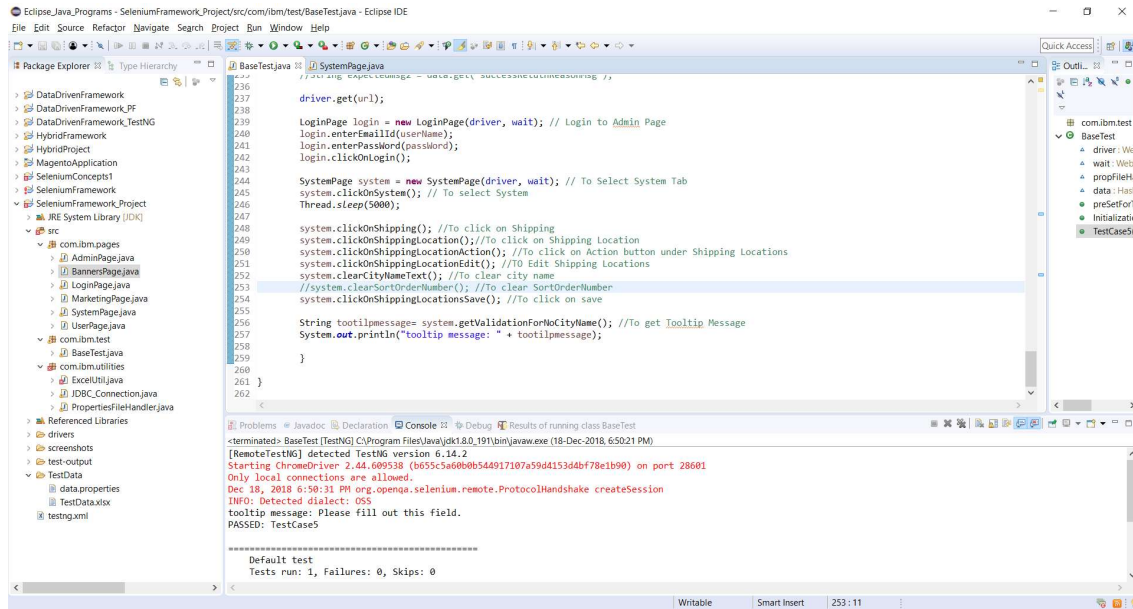 Eclipse_Java_Programs - SeleniumFramework_Project/src/com/ibm/test/BaseTest.java - Eclipse IDE
File Edit Source Refactor Navigate Search Project Run Window Help
Quick Access
Package Explorer Type Hierarchy
DataDrivenFramework
DataDrivenFramework_PF
DataDrivenFramework_TestNG
HybridFramework
HybridProject
MagentoApplication
SeleniumConcepts1
SeleniumFramework
SeleniumFramework_Project
JRE System Library [JDK]
src
com.ibm.pages
AdminPage.java
BannersPage.java
LoginPage.java
MarketingPage.java
SystemPage.java
UserPage.java
com.ibm.test
BaseTest.java
com.ibm.utilities
ExcelUtil.java
JDBC_Connection.java
PropertiesFileHandler.java
Referenced Libraries
drivers
screenshots
test-output
TestData
data.properties
TestData.xlsx
testng.xml
BaseTest.java SystemPage.java
236
237 driver.get(url);
238
239 LoginPage login = new LoginPage(driver, wait); // Login to Admin Page
240 login.enterEmailId(userName);
241 login.enterPassWord(passWord);
242 login.clickOnLogin();
243
244 SystemPage system = new SystemPage(driver, wait); // To Select System Tab
245 system.clickOnSystem(); // To select System
246 Thread.sleep(5000);
247
248 system.clickOnShipping(); //To click on Shipping
249 system.clickOnShippingLocation();//To click on Shipping Location
250 system.clickOnShippingLocationAction(); //To click on Action button under Shipping Locations
251 system.clickOnShippingLocationEdit(); //TO Edit Shipping Locations
252 system.clearCityNameText(); //To clear city name
253 //system.clearSortOrderNumber(); //To clear SortOrderNumber
254 system.clickOnShippingLocationsSave(); //To click on save
255
256 String tootilpmessage= system.getValidationForNoCityName(); //To get Tooltip Message
257 System.out.println("tooltip message: " + tootilpmessage);
258
259 }
260
261 }
262
Outli...
com.ibm.test
BaseTest
driver : We
wait : Web
propFileHa
data : Has
preSetForT
Initializatio
TestCase5(
Problems Javadoc Declaration Console Debug Results of running class BaseTest
<terminated> BaseTest [TestNG] C:\Program Files\Java\jdk1.8.0_191\bin\javaw.exe (18-Dec-2018, 6:50:21 PM)
[RemoteTestNG] detected TestNG version 6.14.2
Starting ChromeDriver 2.44.609538 (b655c5a60b0b544917107a59d4153d4bf78e1b90) on port 28601
Only local connections are allowed.
Dec 18, 2018 6:50:31 PM org.openqa.selenium.remote.ProtocolHandshake createSession
INFO: Detected dialect: OSS
tooltip message: Please fill out this field.
PASSED: TestCase5
===============================================
Default test
Tests run: 1, Failures: 0, Skips: 0
Writable Smart Insert 253 : 11